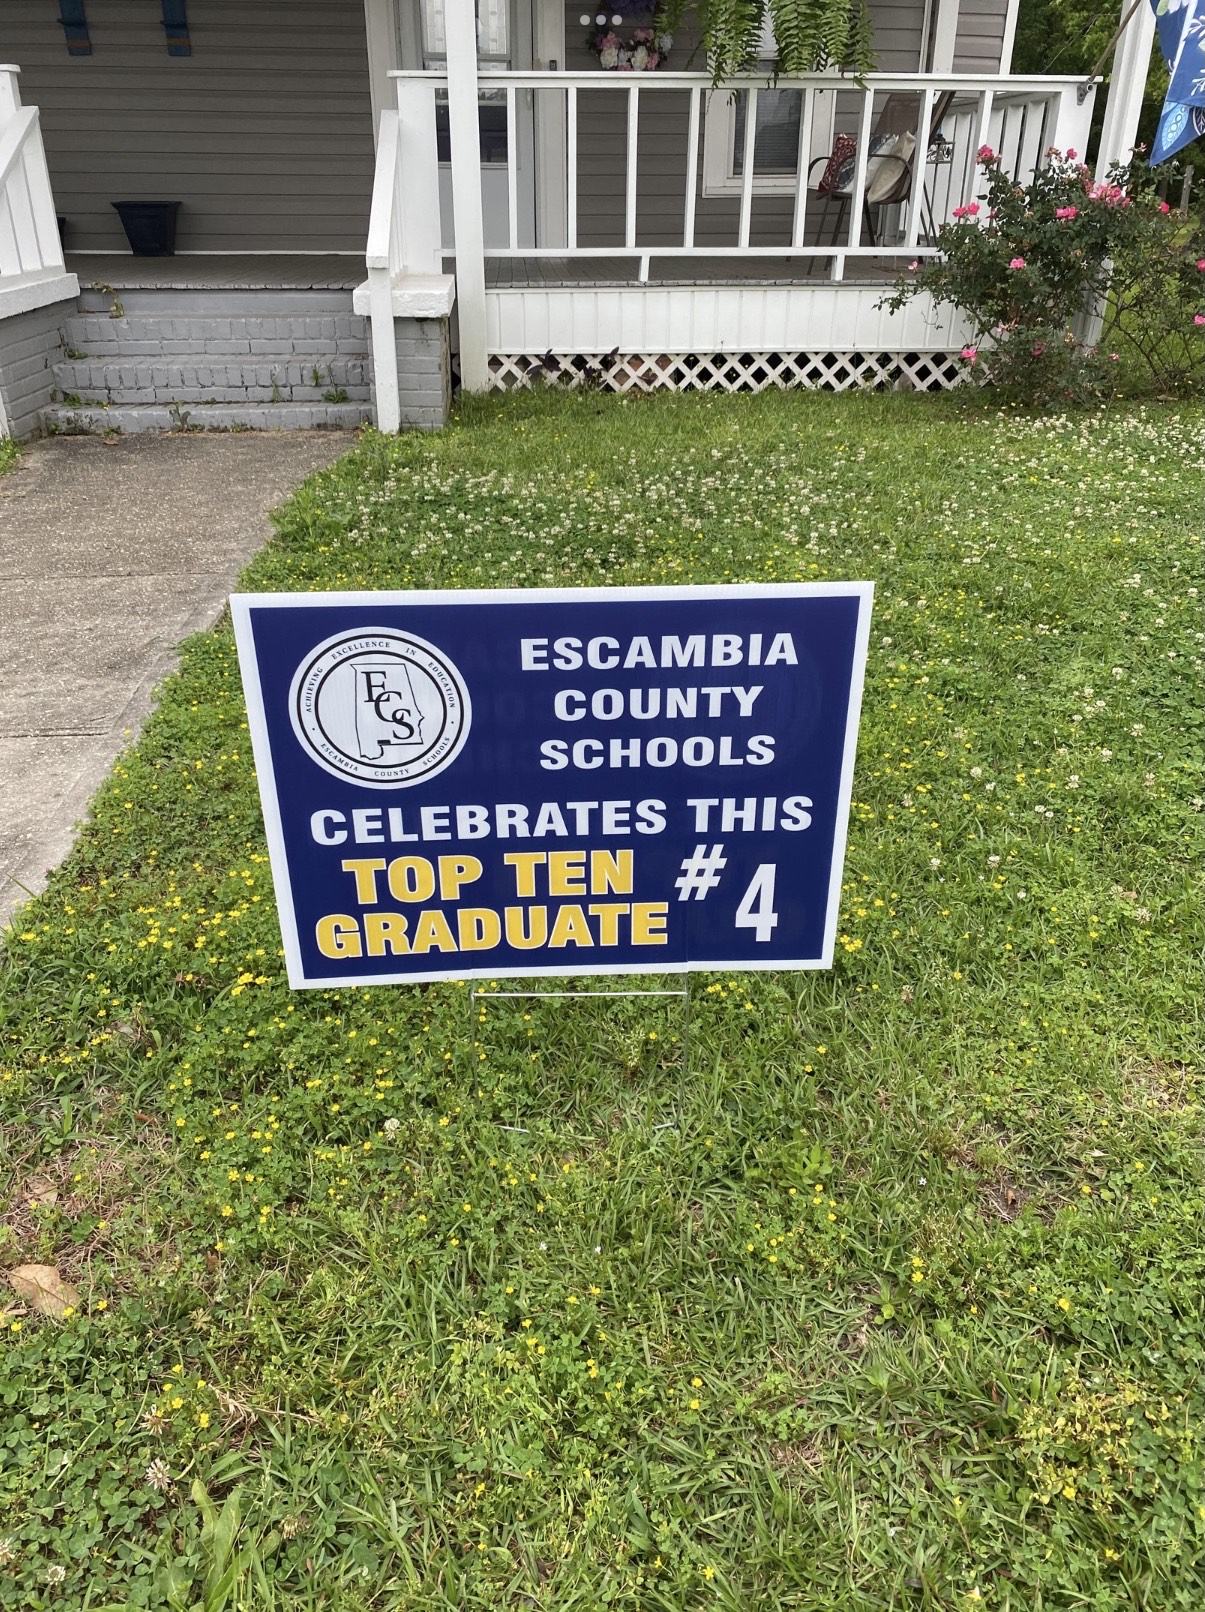 ACHIEVING EXCELLENCE IN EDUCATION
ECS
ESCAMBIA COUNTY SCHOOLS
ESCAMBIA
COUNTY
SCHOOLS
CELEBRATES THIS
TOP TEN
GRADUATE #4